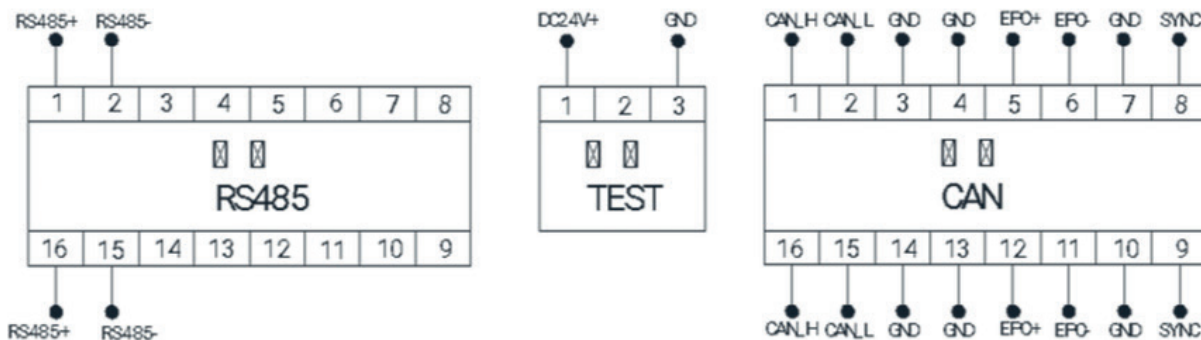 RS485+ RS485- DC24V+ GND CAN_H CAN_L GND GND EPO+ EPO- GND SYNC
1 2 3 4 5 6 7 8 1 2 3 1 2 3 4 5 6 7 8
RS485 TEST CAN
16 15 14 13 12 11 10 9 16 15 14 13 12 11 10 9
RS485+ RS485- CAN_H CAN_L GND GND EPO+ EPO- GND SYNC